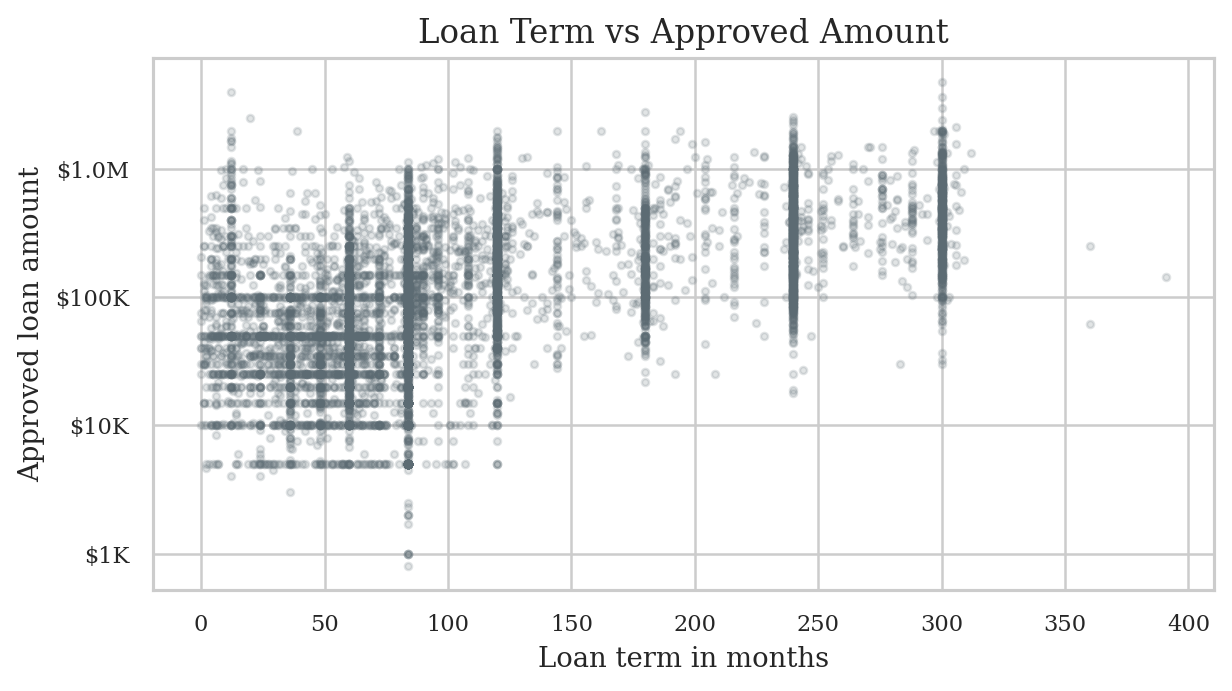 Loan Term vs Approved Amount
Approved loan amount
$1.0M
$100K
$10K
$1K
0 50 100 150 200 250 300 350 400
Loan term in months